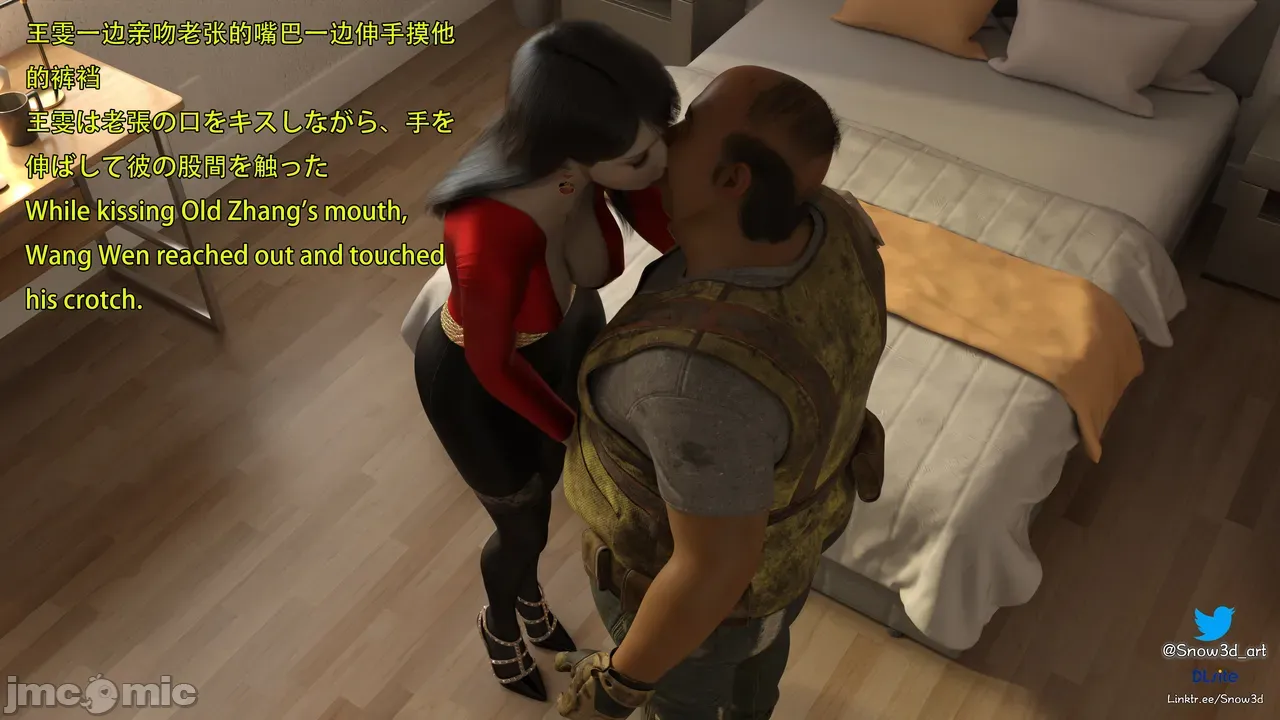 王雯一边亲吻老张的嘴巴一边伸手摸他
的裤裆
王雯は老張の口をキスしながら、手を
伸ばして彼の股間を触った
While kissing Old Zhang’s mouth,
Wang Wen reached out and touched
his crotch.
@Snow3d_art
DLsite
Linktr.ee/Snow3d
jmcomic